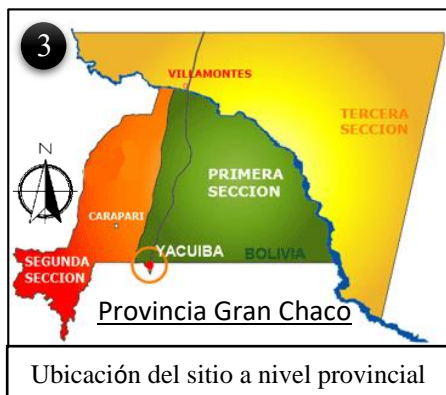 3
VILLAMONTES
TERCERA
SECCION
N
PRIMERA
SECCION
CARAPARI
SEGUNDA
SECCION
YACUIBA
BOLIVIA
Provincia Gran Chaco
Ubicación del sitio a nivel provincial